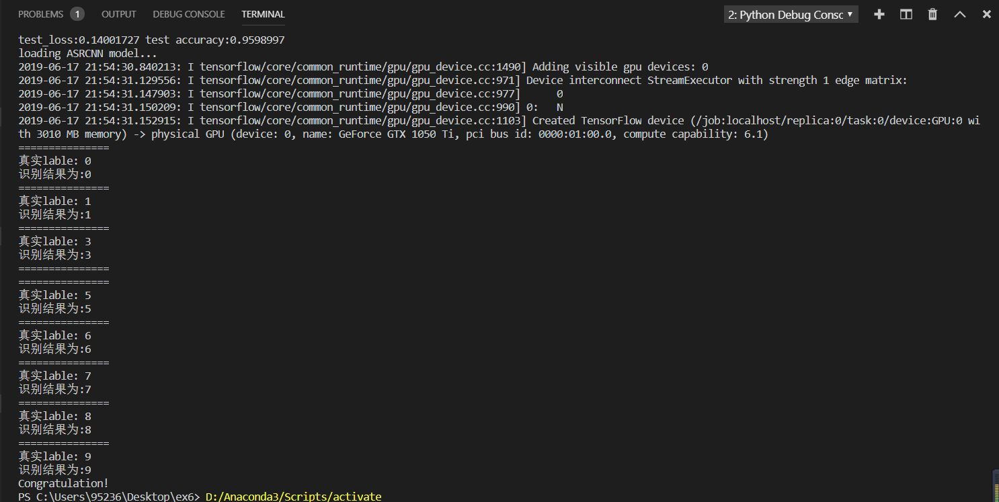 PROBLEMS 1 OUTPUT DEBUG CONSOLE TERMINAL 2: Python Debug Consc
test_loss:0.14001727 test accuracy:0.9598997
loading ASRCNN model...
2019-06-17 21:54:30.840213: I tensorflow/core/common_runtime/gpu/gpu_device.cc:1490] Adding visible gpu devices: 0
2019-06-17 21:54:31.129556: I tensorflow/core/common_runtime/gpu/gpu_device.cc:971] Device interconnect StreamExecutor with strength 1 edge matrix:
2019-06-17 21:54:31.147903: I tensorflow/core/common_runtime/gpu/gpu_device.cc:977]      0
2019-06-17 21:54:31.150209: I tensorflow/core/common_runtime/gpu/gpu_device.cc:990] 0:   N
2019-06-17 21:54:31.152915: I tensorflow/core/common_runtime/gpu/gpu_device.cc:1103] Created TensorFlow device (/job:localhost/replica:0/task:0/device:GPU:0 wi
th 3010 MB memory) -> physical GPU (device: 0, name: GeForce GTX 1050 Ti, pci bus id: 0000:01:00.0, compute capability: 6.1)
===============
真实lable: 0
识别结果为:0
===============
真实lable: 1
识别结果为:1
===============
真实lable: 3
识别结果为:3
===============
===============
真实lable: 5
识别结果为:5
===============
真实lable: 6
识别结果为:6
===============
真实lable: 7
识别结果为:7
===============
真实lable: 8
识别结果为:8
===============
真实lable: 9
识别结果为:9
Congratulation!
PS C:\Users\95236\Desktop\ex6> D:/Anaconda3/Scripts/activate